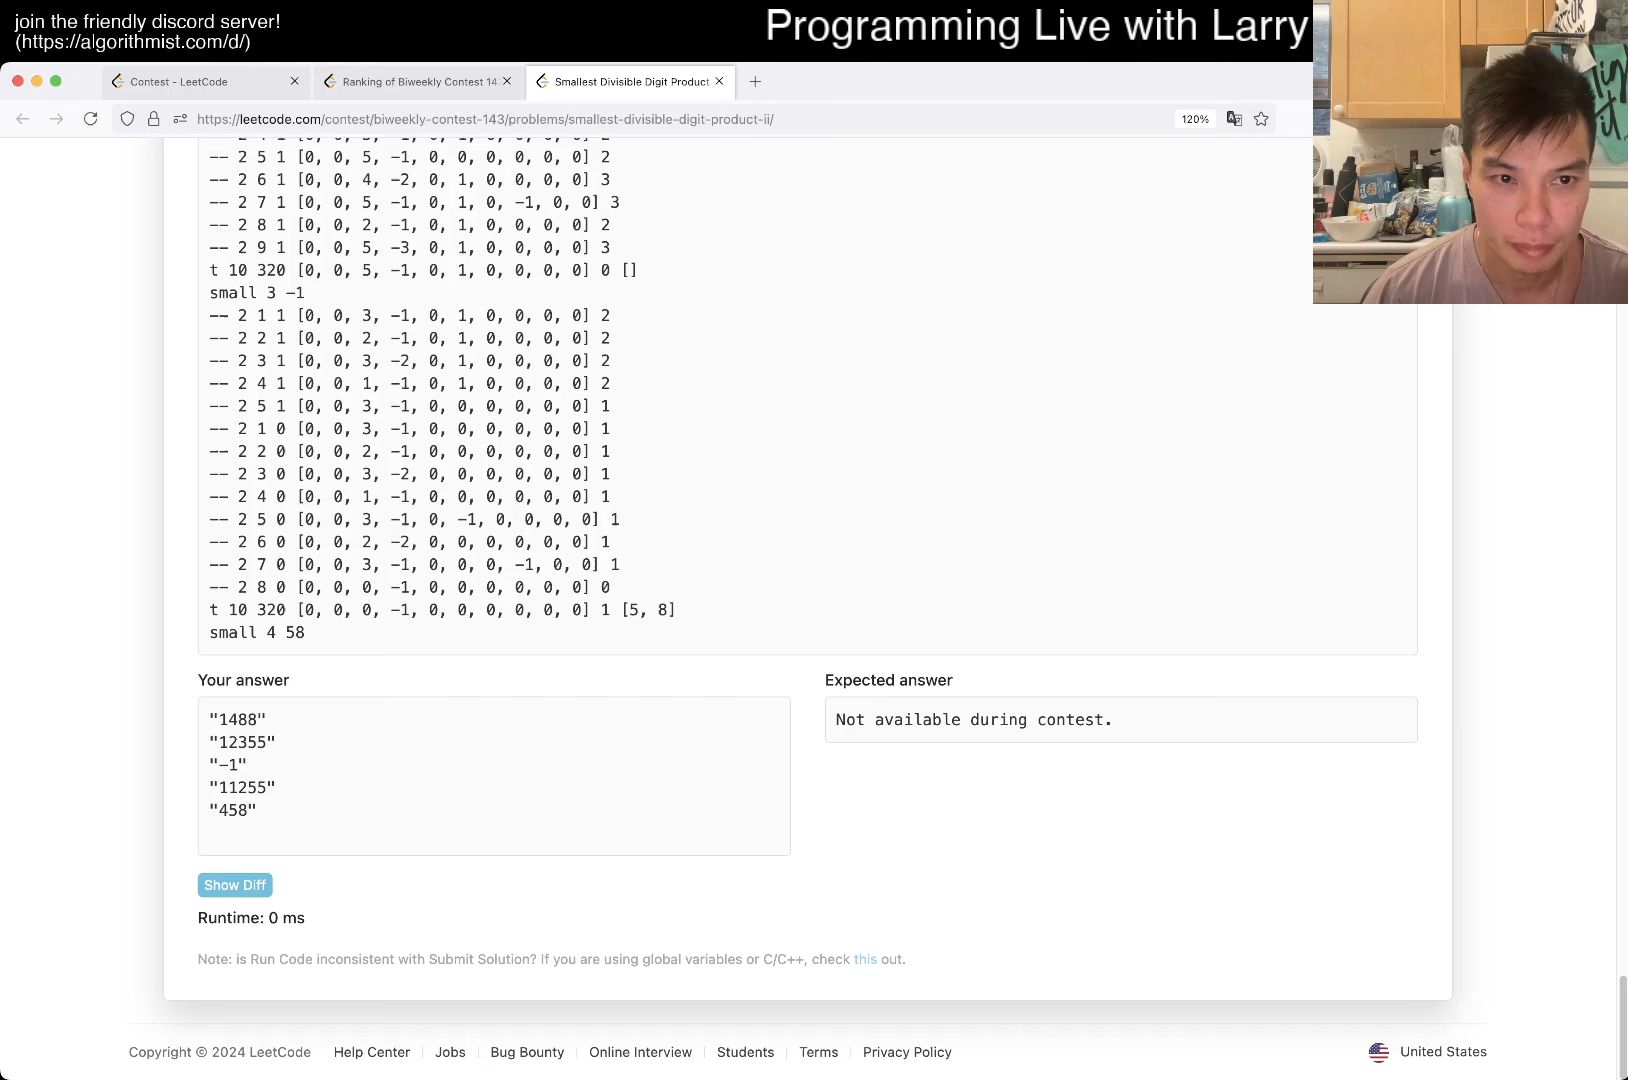 join the friendly discord server!
(https://algorithmist.com/d/)
Programming Live with Larry
Contest - LeetCode
Ranking of Biweekly Contest 14
Smallest Divisible Digit Product
https://leetcode.com/contest/biweekly-contest-143/problems/smallest-divisible-digit-product-ii/
120%
-- 2 5 1 [0, 0, 5, -1, 0, 0, 0, 0, 0, 0] 2
-- 2 6 1 [0, 0, 4, -2, 0, 1, 0, 0, 0, 0] 3
-- 2 7 1 [0, 0, 5, -1, 0, 1, 0, -1, 0, 0] 3
-- 2 8 1 [0, 0, 2, -1, 0, 1, 0, 0, 0, 0] 2
-- 2 9 1 [0, 0, 5, -3, 0, 1, 0, 0, 0, 0] 3
t 10 320 [0, 0, 5, -1, 0, 1, 0, 0, 0, 0] 0 []
small 3 -1
-- 2 1 1 [0, 0, 3, -1, 0, 1, 0, 0, 0, 0] 2
-- 2 2 1 [0, 0, 2, -1, 0, 1, 0, 0, 0, 0] 2
-- 2 3 1 [0, 0, 3, -2, 0, 1, 0, 0, 0, 0] 2
-- 2 4 1 [0, 0, 1, -1, 0, 1, 0, 0, 0, 0] 2
-- 2 5 1 [0, 0, 3, -1, 0, 0, 0, 0, 0, 0] 1
-- 2 1 0 [0, 0, 3, -1, 0, 0, 0, 0, 0, 0] 1
-- 2 2 0 [0, 0, 2, -1, 0, 0, 0, 0, 0, 0] 1
-- 2 3 0 [0, 0, 3, -2, 0, 0, 0, 0, 0, 0] 1
-- 2 4 0 [0, 0, 1, -1, 0, 0, 0, 0, 0, 0] 1
-- 2 5 0 [0, 0, 3, -1, 0, -1, 0, 0, 0, 0] 1
-- 2 6 0 [0, 0, 2, -2, 0, 0, 0, 0, 0, 0] 1
-- 2 7 0 [0, 0, 3, -1, 0, 0, 0, -1, 0, 0] 1
-- 2 8 0 [0, 0, 0, -1, 0, 0, 0, 0, 0, 0] 0
t 10 320 [0, 0, 0, -1, 0, 0, 0, 0, 0, 0] 1 [5, 8]
small 4 58
Your answer
"1488"
"12355"
"-1"
"11255"
"458"
Expected answer
Not available during contest.
Show Diff
Runtime: 0 ms
Note: is Run Code inconsistent with Submit Solution? If you are using global variables or C/C++, check this out.
Copyright © 2024 LeetCode
Help Center
Jobs
Bug Bounty
Online Interview
Students
Terms
Privacy Policy
United States